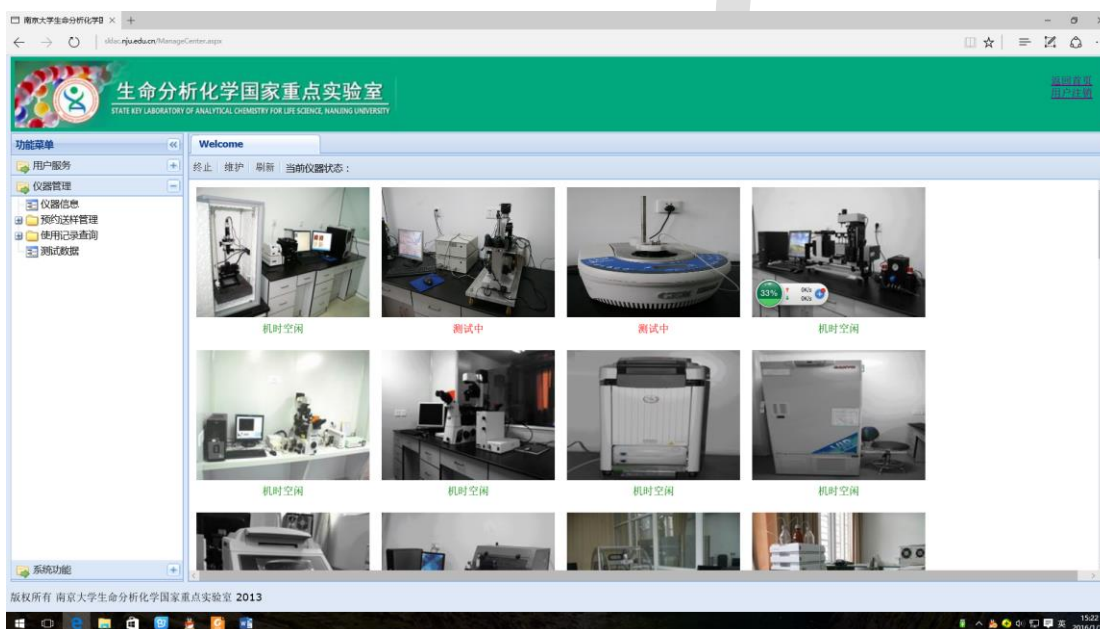 南京大学生命分析化学国
njuedu.cn/ManageCenter.aspx
生命分析化学国家重点实验室
STATE KEY LABORATORY OF ANALYTICAL CHEMISTRY FOR LIFE SCIENCE, NANJING UNIVERSITY
返回首页
用户注销
功能菜单
Welcome
用户服务
终止 维护 刷新 当前仪器状态：
仪器管理
仪器信息
预约送样管理
使用记录查询
测试数据
33%
0K/s
0K/s
机时空闲 测试中 测试中 机时空闲
机时空闲 机时空闲 机时空闲 机时空闲
系统功能
版权所有 南京大学生命分析化学国家重点实验室 2013
英
15:22